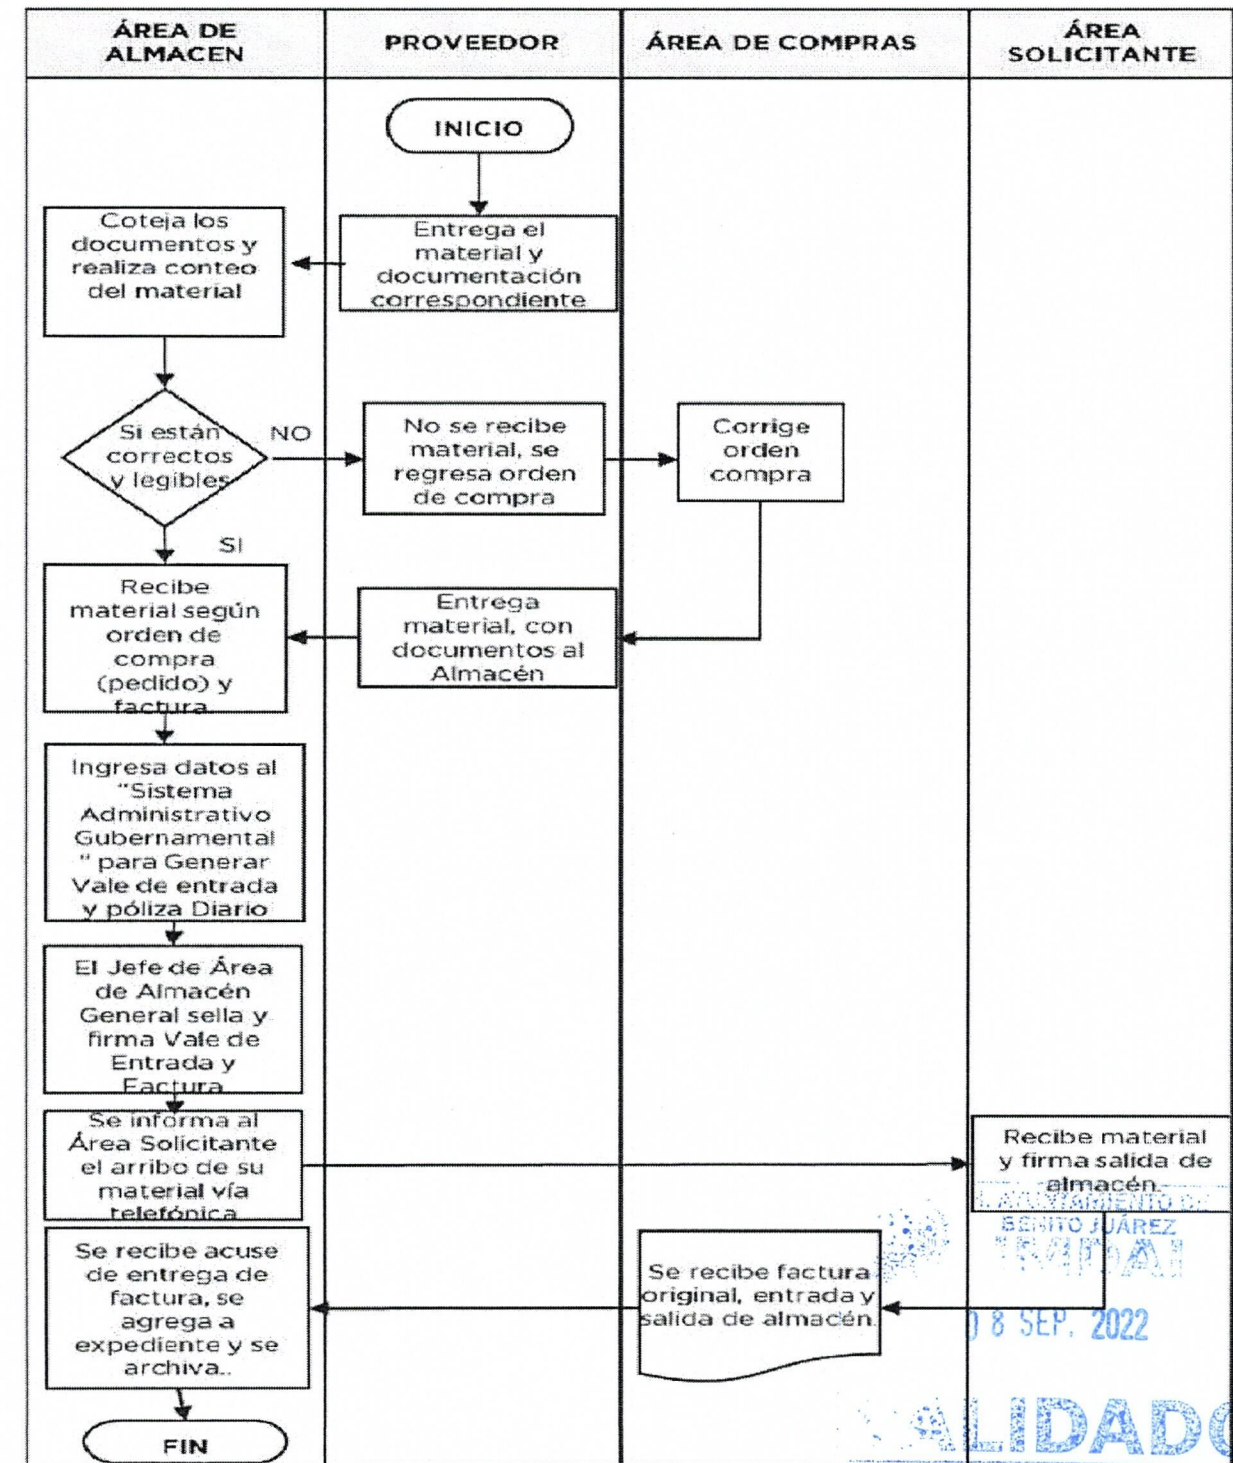 ÁREA DE
ALMACEN
PROVEEDOR
ÁREA DE COMPRAS
ÁREA
SOLICITANTE
INICIO
Coteja los
documentos y
realiza conteo
del material
Entrega el
material y
documentación
correspondiente
Si están
correctos
y legibles
NO
No se recibe
material, se
regresa orden
de compra
Corrige
orden
compra
SI
Recibe
material según
orden de
compra
(pedido) y
factura
Entrega
material, con
documentos al
Almacén
Ingresa datos al
"Sistema
Administrativo
Gubernamental
" para Generar
Vale de entrada
y póliza Diario
El Jefe de Área
de Almacén
General sella y
firma Vale de
Entrada y
Factura
Se informa al
Área Solicitante
el arribo de su
material vía
telefónica
Recibe material
y firma salida de
almacén.
AYUNTAMIENTO DE
BENITO JUÁREZ
Se recibe acuse
de entrega de
factura, se
agrega a
expediente y se
archiva..
Se recibe factura
original, entrada y
salida de almacén.
8 SEP. 2022
FIN
ALIDADO